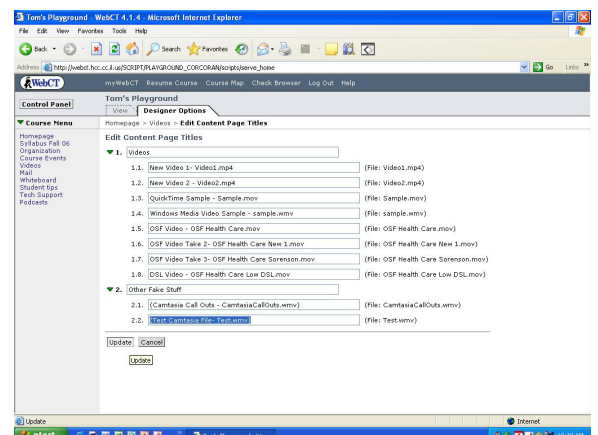 Tom's Playground - WebCT 4.1.4 - Microsoft Internet Explorer
File Edit View Favorites Tools Help
Back Search Favorites
Address http://webct.hcc.cc.il.us/SCRIPT/PLAYGROUND_CORCORAN/scripts/serve_home Go Links »
WebCT myWebCT Resume Course Course Map Check Browser Log Out Help
Control Panel
Tom's Playground
View Designer Options
Course Menu
Homepage > Videos > Edit Content Page Titles
Homepage
Syllabus Fall 06
Organization
Course Events
Videos
Mail
Whiteboard
Student tips
Tech Support
Podcasts
Edit Content Page Titles
1. Videos
1.1. New Video 1- Video1.mp4 (File: Video1.mp4)
1.2. New Video 2 - Video2.mp4 (File: Video2.mp4)
1.3. QuickTime Sample - Sample.mov (File: Sample.mov)
1.4. Windows Media Video Sample - sample.wmv (File: sample.wmv)
1.5. OSF Video - OSF Health Care.mov (File: OSF Health Care.mov)
1.6. OSF Video Take 2- OSF Health Care New 1.mov (File: OSF Health Care New 1.mov)
1.7. OSF Video Take 3- OSF Health Care Sorenson.mov (File: OSF Health Care Sorenson.mov)
1.8. DSL Video - OSF Health Care Low DSL.mov (File: OSF Health Care Low DSL.mov)
2. Other Fake Stuff
2.1. (Camtasia Call Outs - CamtasiaCallOuts.wmv) (File: CamtasiaCallOuts.wmv)
2.2. (Test Camtasia File- Test.wmv) (File: Test.wmv)
Update Cancel
Update
Update Internet
start